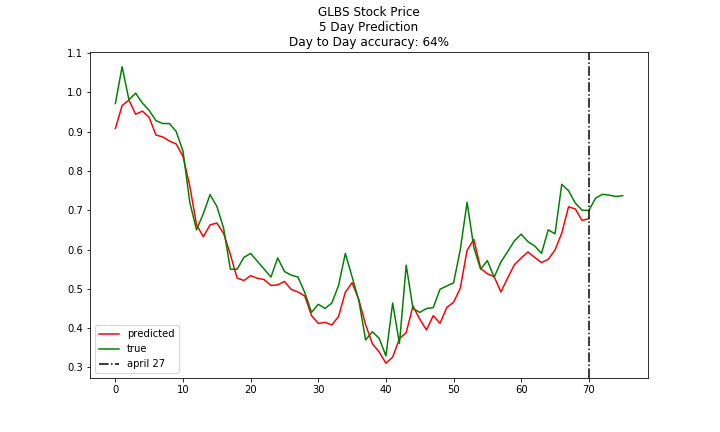 GLBS Stock Price
5 Day Prediction
Day to Day accuracy: 64%
1.1
1.0
0.9
0.8
0.7
0.6
0.5
0.4
0.3
predicted
true
april 27
0 10 20 30 40 50 60 70